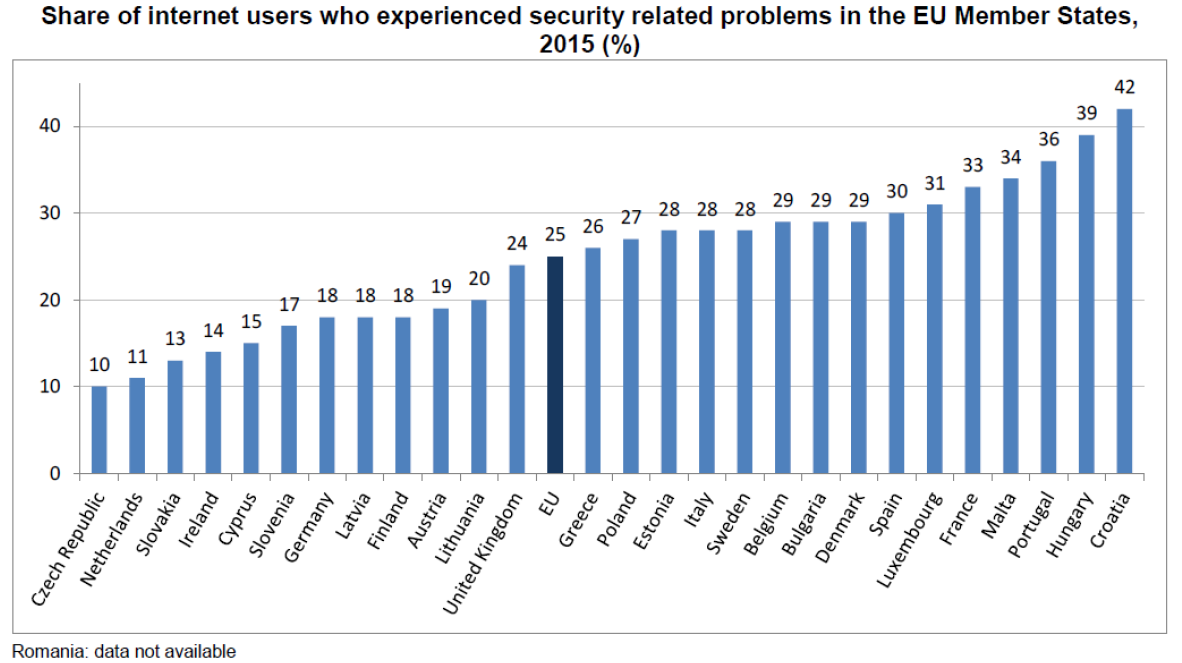 Share of internet users who experienced security related problems in the EU Member States,
2015 (%)
42
39
36
34
33
31
30
29
29
29
28
28
28
27
26
25
24
20
19
18
18
18
17
15
14
13
11
10
40
30
20
10
0
Czech Republic
Netherlands
Slovakia
Ireland
Cyprus
Slovenia
Germany
Latvia
Finland
Austria
Lithuania
United Kingdom
EU
Greece
Poland
Estonia
Italy
Sweden
Belgium
Bulgaria
Denmark
Spain
Luxembourg
France
Malta
Portugal
Hungary
Croatia
Romania: data not available